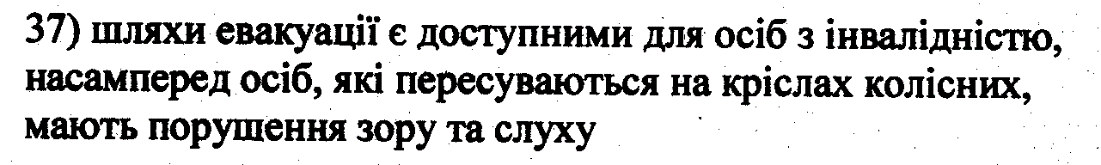 37) шляхи евакуації є доступними для осіб з інвалідністю,
насамперед осіб, які пересуваються на кріслах колісних,
мають порушення зору та слуху